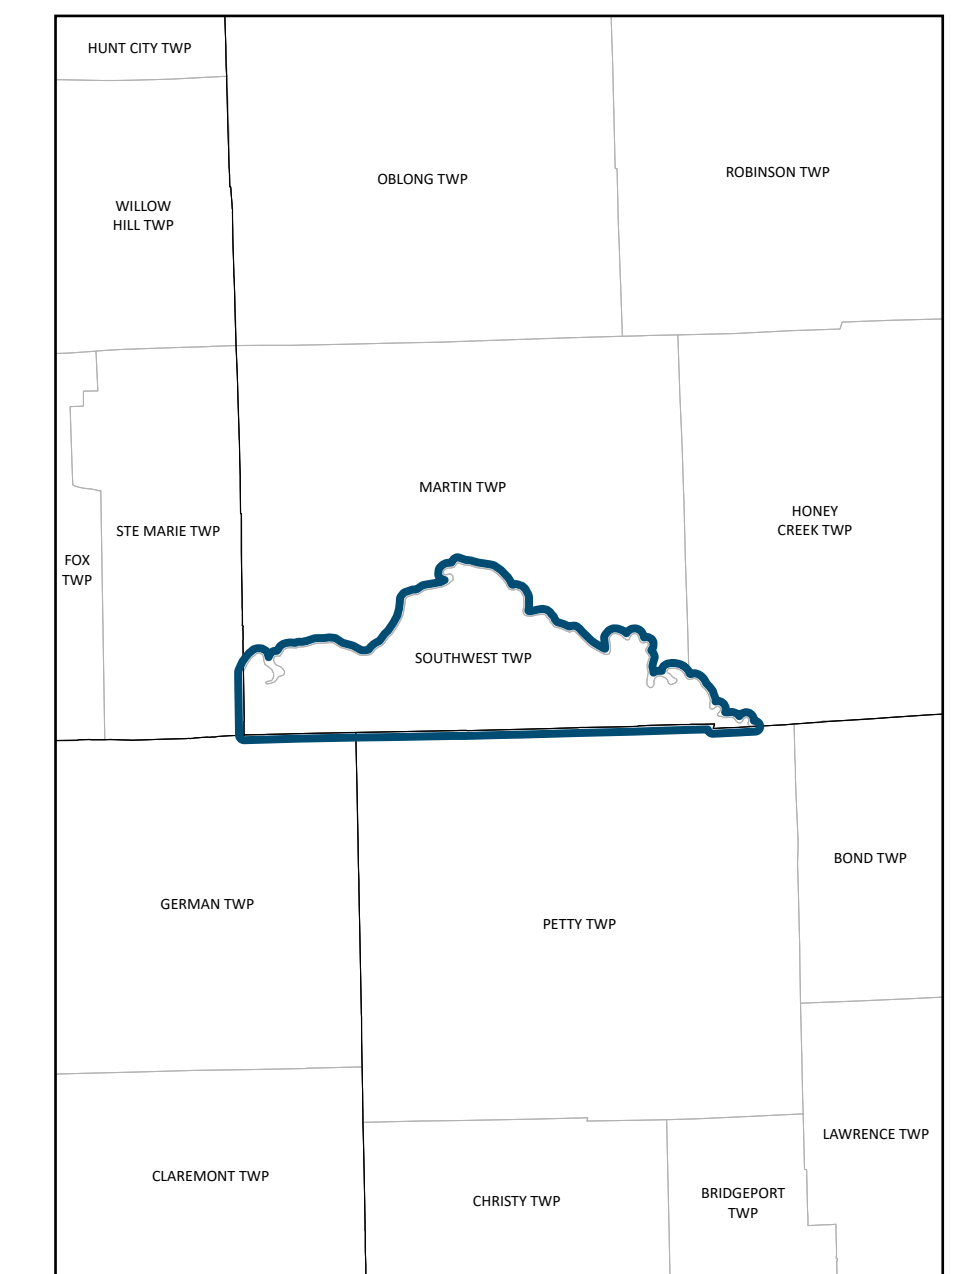 HUNT CITY TWP
OBLONG TWP
ROBINSON TWP
WILLOW
HILL TWP
MARTIN TWP
HONEY
CREEK TWP
STE MARIE TWP
FOX
TWP
SOUTHWEST TWP
BOND TWP
GERMAN TWP
PETTY TWP
LAWRENCE TWP
CLAREMONT TWP
CHRISTY TWP
BRIDGEPORT
TWP